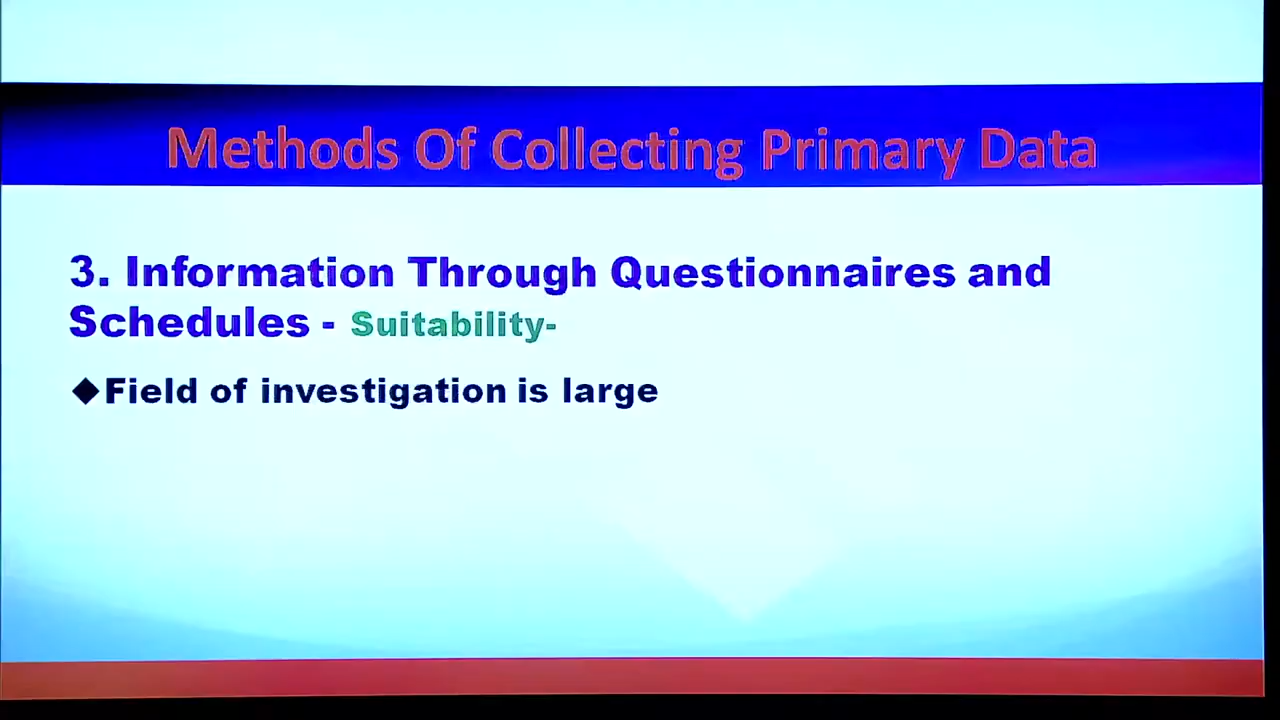 Methods Of Collecting Primary Data
3. Information Through Questionnaires and
Schedules - Suitability-
◆Field of investigation is large